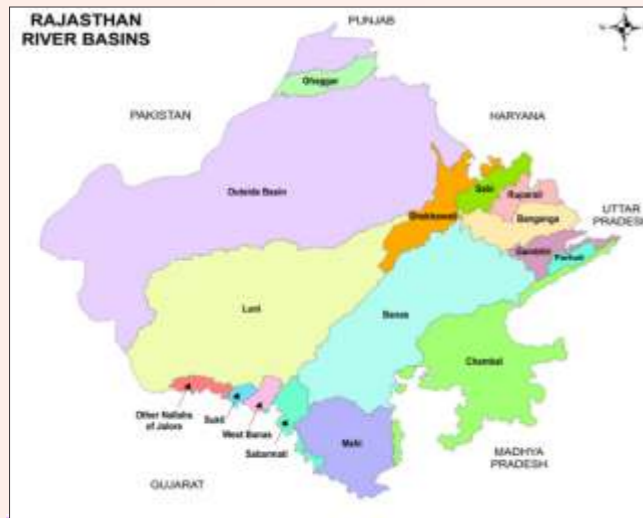 RAJASTHAN
RIVER BASINS
PUNJAB
Ghaggar
PAKISTAN
HARYANA
Outside Basin
Sabi
Ruparail
Shekhawati
Banganga
UTTAR
PRADESH
Gambhir
Parbati
Luni
Banas
Chambal
Other Nallahs
of Jalore
Sukli
West Banas
Sabarmati
Mahi
MADHYA
PRADESH
GUJARAT